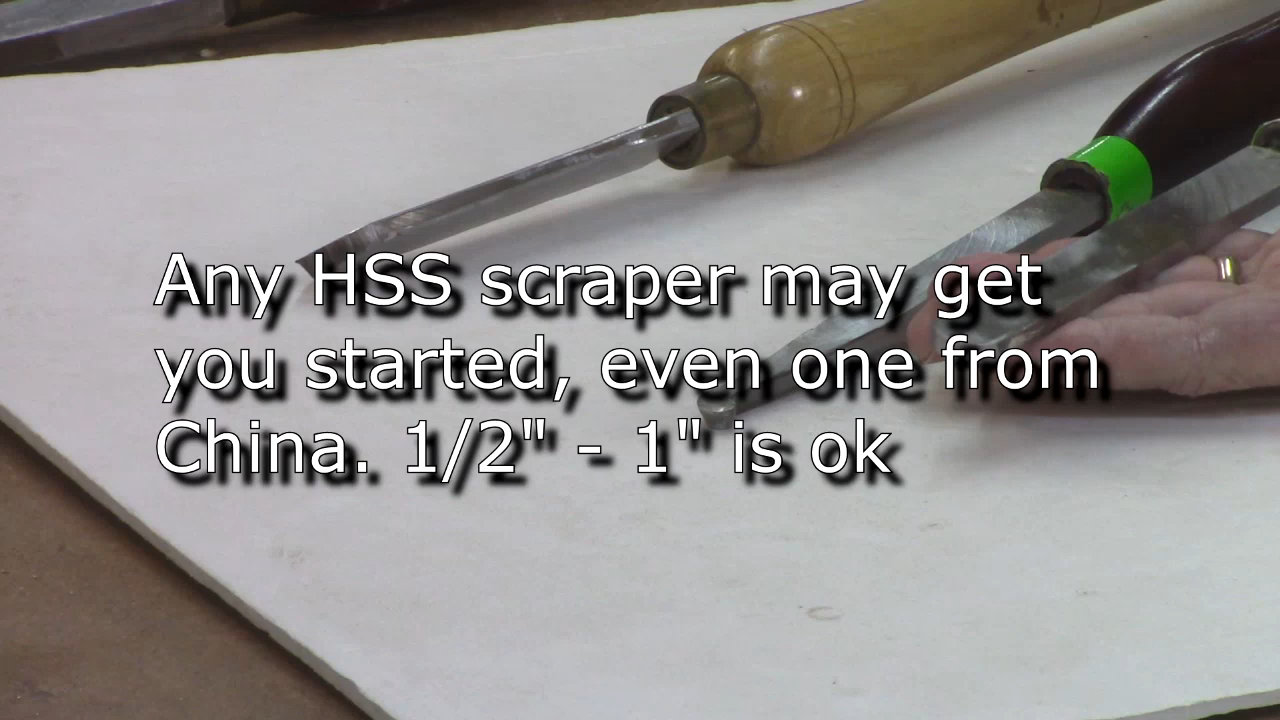 Any HSS scraper may get
you started, even one from
China. 1/2" - 1" is ok